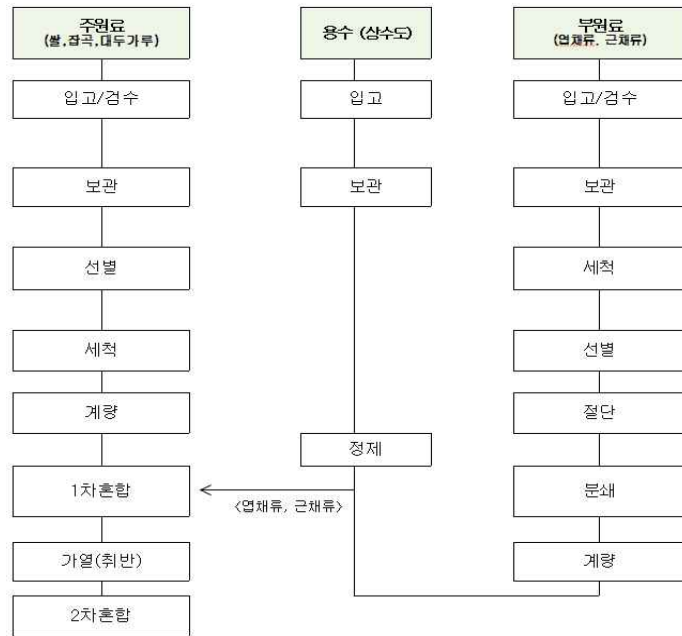 주원료
(쌀,잡곡,대두가루)
용수 (상수도)
부원료
(엽채류. 근채류)
입고/검수
입고
입고/검수
보관
보관
보관
선별
세척
세척
선별
계량
절단
정제
1차혼합
<엽채류, 근채류>
분쇄
가열(취반)
계량
2차혼합